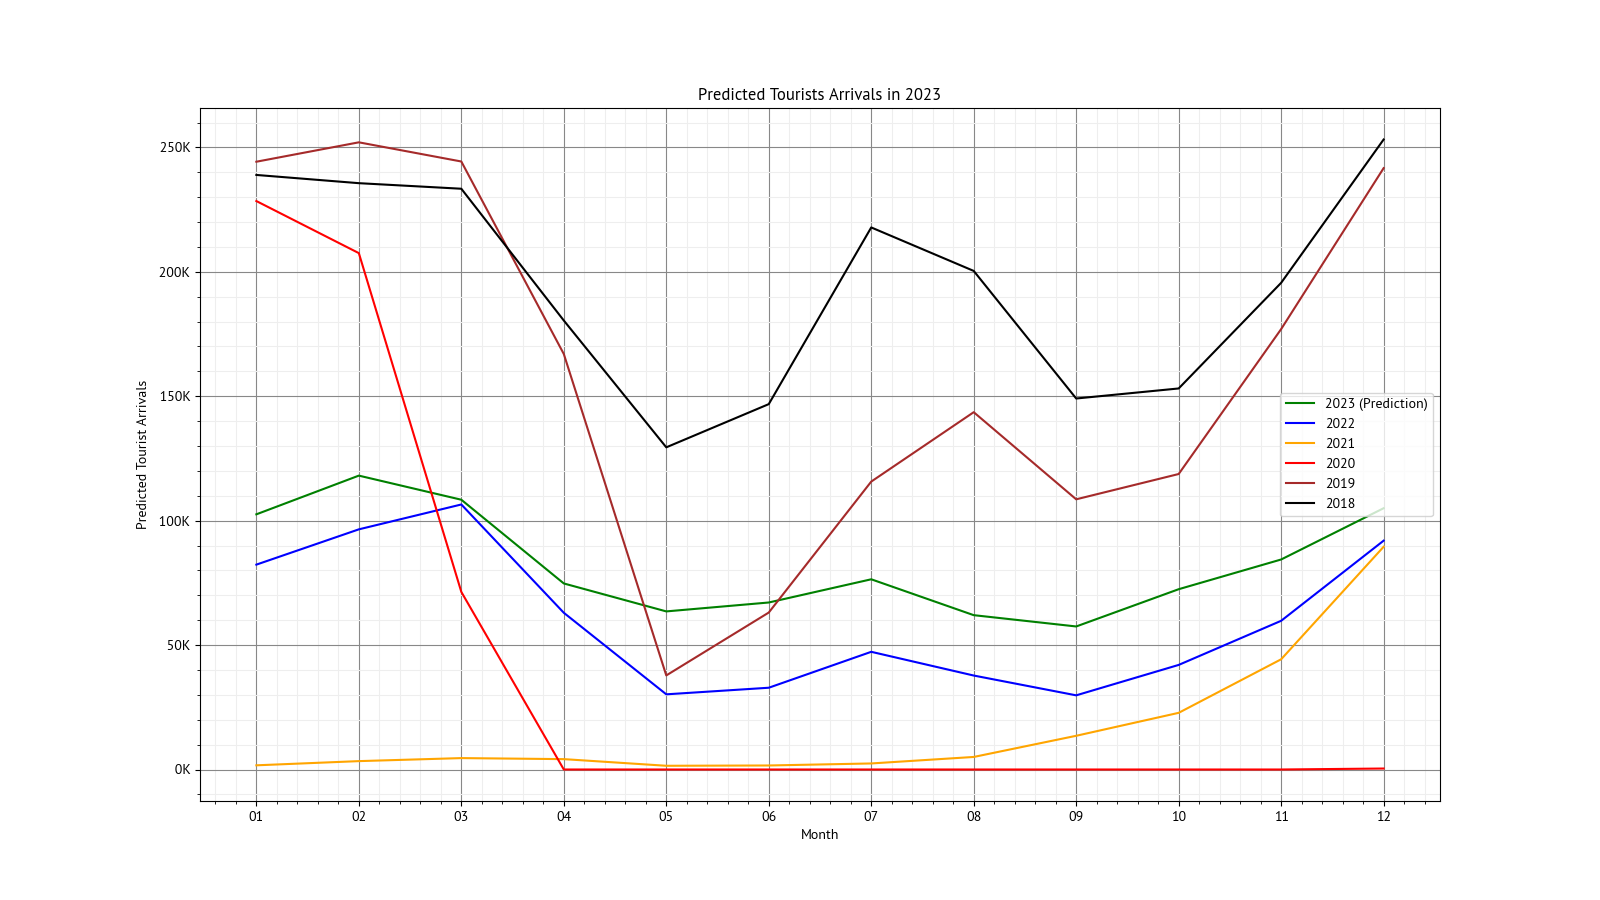 Predicted Tourists Arrivals in 2023
250K
200K
150K
100K
50K
0K
Predicted Tourist Arrivals
2023 (Prediction)
2022
2021
2020
2019
2018
01 02 03 04 05 06 07 08 09 10 11 12
Month